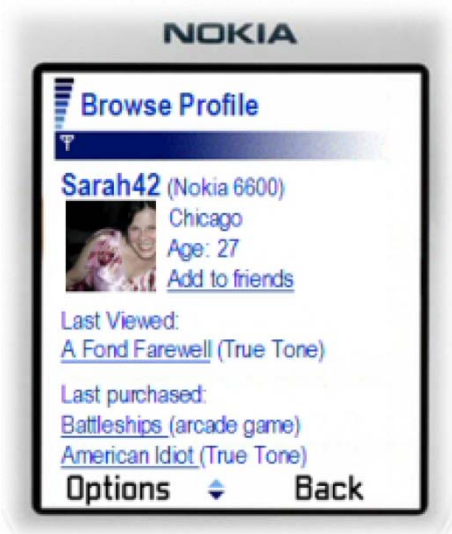 NOKIA
Browse Profile
Sarah42 (Nokia 6600)
Chicago
Age: 27
Add to friends
Last Viewed:
A Fond Farewell (True Tone)
Last purchased:
Battleships (arcade game)
American Idiot (True Tone)
Options
Back